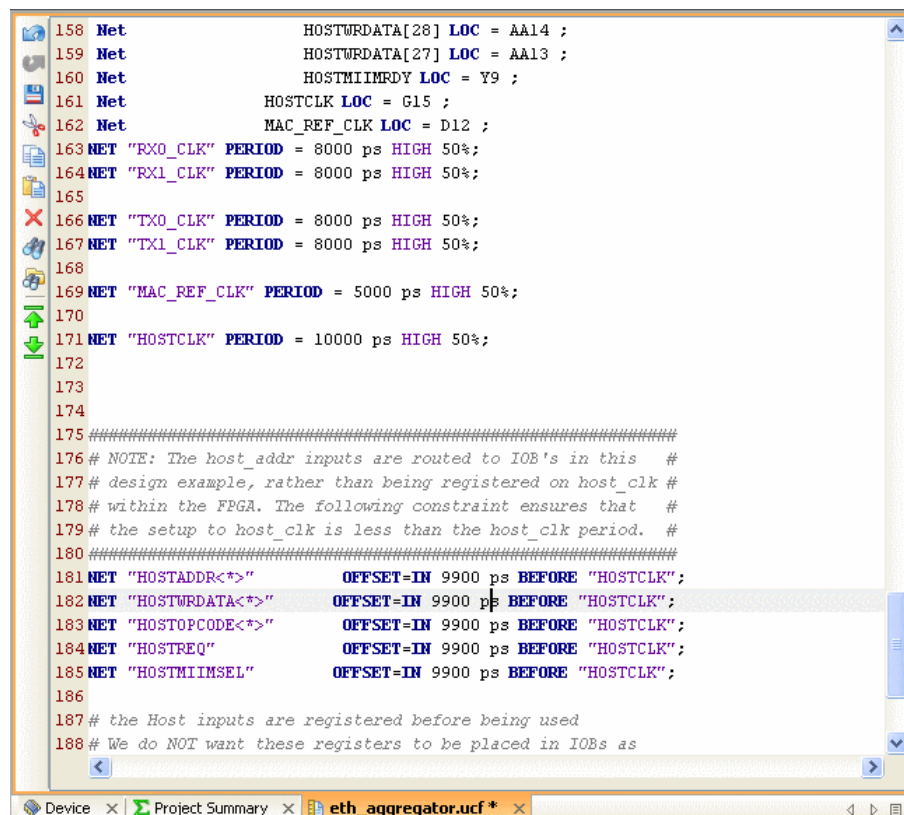 158 Net HOSTWRDATA[28] LOC = AA14 ;
159 Net HOSTWRDATA[27] LOC = AA13 ;
160 Net HOSTMIIMRDY LOC = Y9 ;
161 Net HOSTCLK LOC = G15 ;
162 Net MAC_REF_CLK LOC = D12 ;
163 NET "RX0_CLK" PERIOD = 8000 ps HIGH 50%;
164 NET "RX1_CLK" PERIOD = 8000 ps HIGH 50%;
165
166 NET "TX0_CLK" PERIOD = 8000 ps HIGH 50%;
167 NET "TX1_CLK" PERIOD = 8000 ps HIGH 50%;
168
169 NET "MAC_REF_CLK" PERIOD = 5000 ps HIGH 50%;
170
171 NET "HOSTCLK" PERIOD = 10000 ps HIGH 50%;
172
173
174
175 ###########################################################
176 # NOTE: The host_addr inputs are routed to IOB's in this #
177 # design example, rather than being registered on host_clk #
178 # within the FPGA. The following constraint ensures that #
179 # the setup to host_clk is less than the host_clk period. #
180 ###########################################################
181 NET "HOSTADDR<*>" OFFSET=IN 9900 ps BEFORE "HOSTCLK";
182 NET "HOSTWRDATA<*>" OFFSET=IN 9900 ps BEFORE "HOSTCLK";
183 NET "HOSTOPCODE<*>" OFFSET=IN 9900 ps BEFORE "HOSTCLK";
184 NET "HOSTREQ" OFFSET=IN 9900 ps BEFORE "HOSTCLK";
185 NET "HOSTMIIMSEL" OFFSET=IN 9900 ps BEFORE "HOSTCLK";
186
187 # the Host inputs are registered before being used
188 # We do NOT want these registers to be placed in IOBs as
Device Project Summary eth_aggregator.ucf *